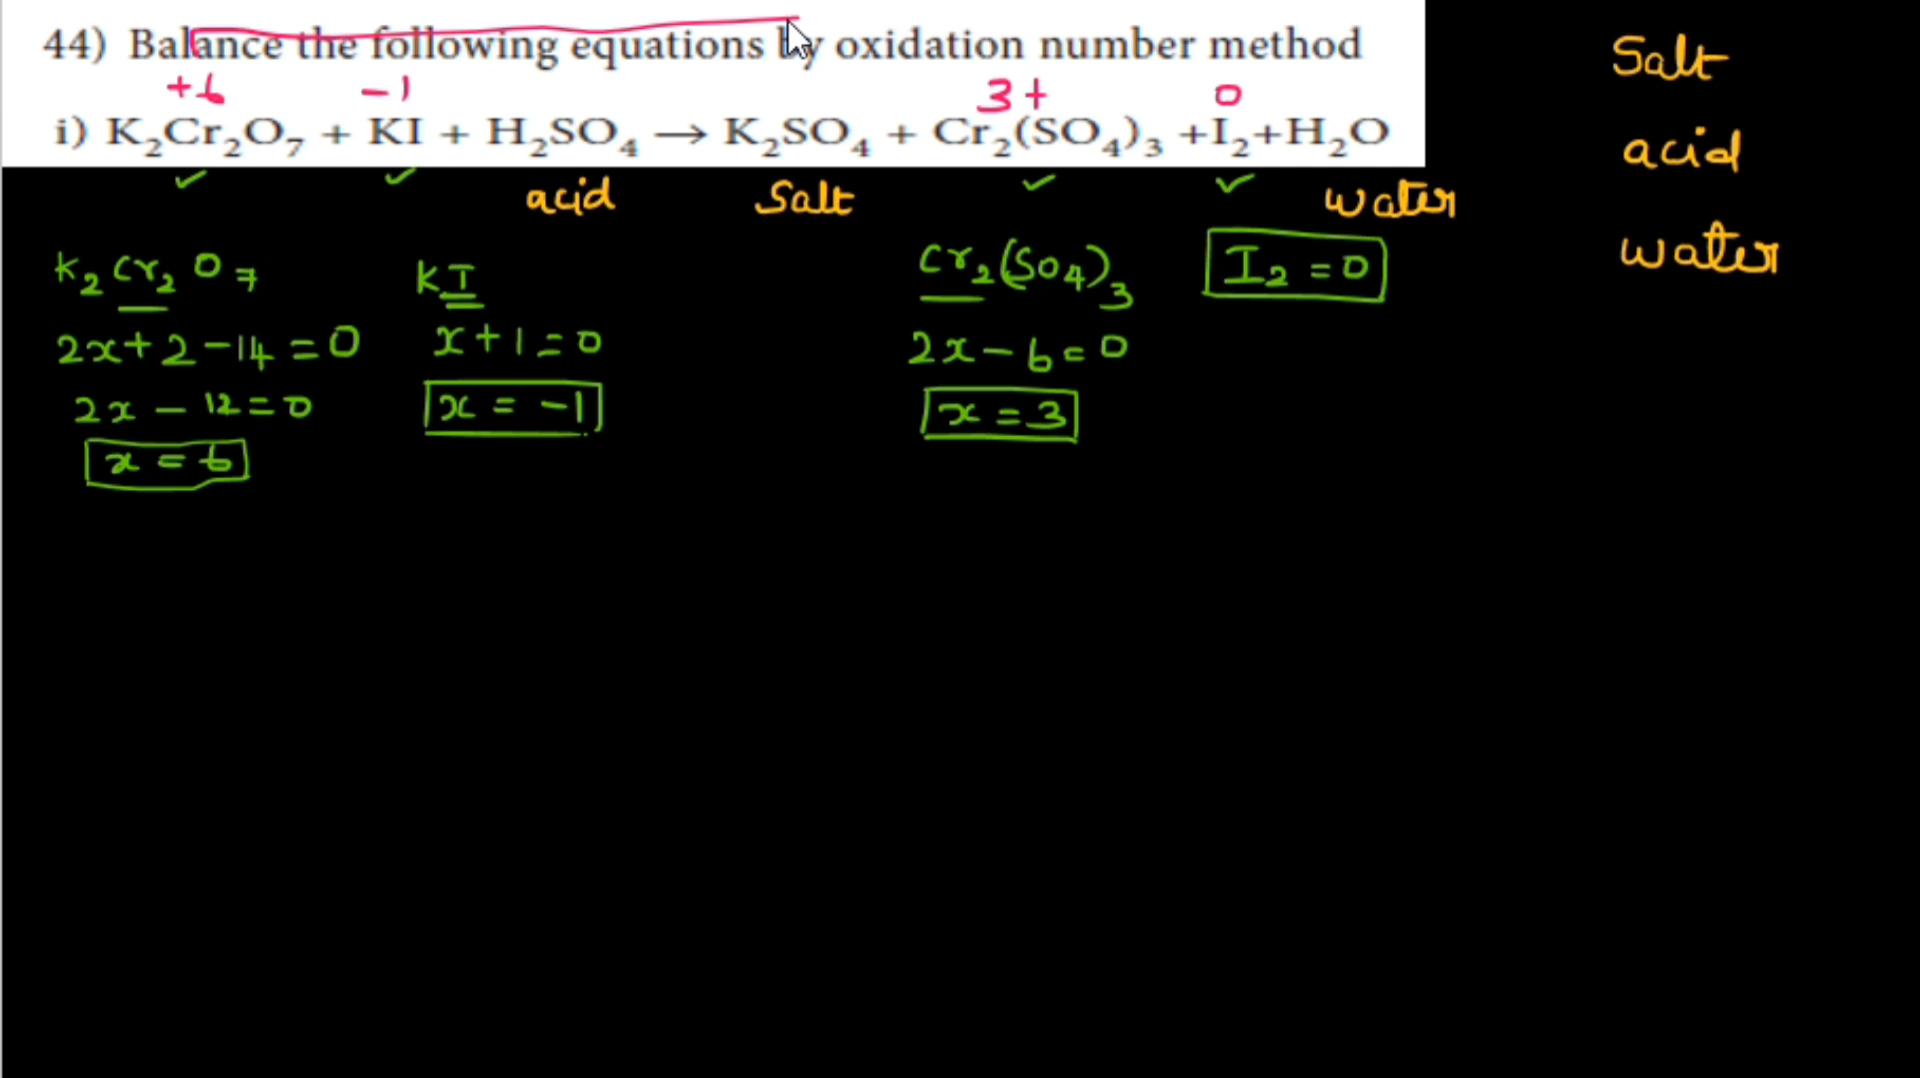 44) Balance the following equations by oxidation number method
+6 -1 3+ 0
i) K₂Cr₂O₇ + KI + H₂SO₄ → K₂SO₄ + Cr₂(SO₄)₃ +I₂+H₂O
acid Salt water
K₂Cr₂O₇ KI Cr₂(SO₄)₃ I₂ = 0
2x+2-14=0 x+1=0 2x-6=0
2x-12=0 x=-1 x=3
x=6
Salt
acid
water